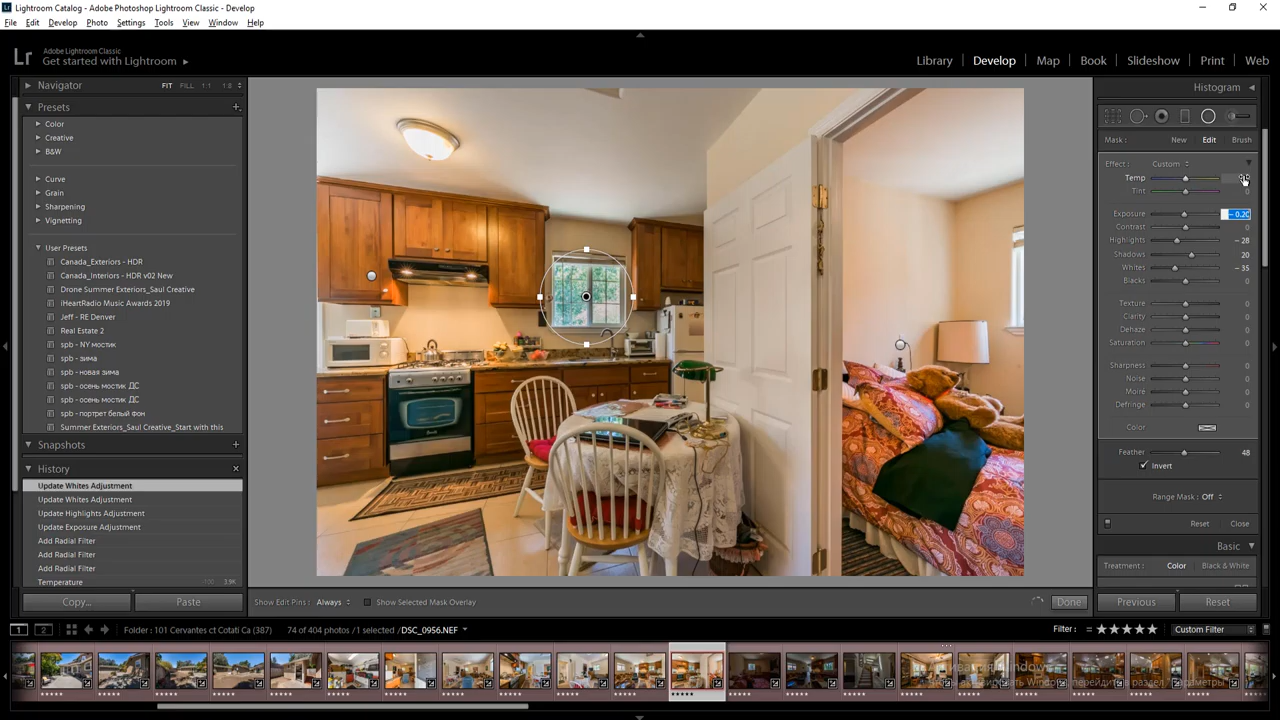 Lightroom Catalog - Adobe Photoshop Lightroom Classic - Develop
File Edit Develop Photo Settings Tools View Window Help
Lr
Adobe Lightroom Classic
Get started with Lightroom
Library | Develop | Map | Book | Slideshow | Print | Web
Navigator FIT FILL 1:1 1:8
Presets
Color
Creative
B&W
Curve
Grain
Sharpening
Vignetting
User Presets
Canada_Exteriors - HDR
Canada_Interiors - HDR v02 New
Drone Summer Exteriors_Saul Creative
iHeartRadio Music Awards 2019
Jeff - RE Denver
Real Estate 2
spb - NY мостик
spb - зима
spb - новая зима
spb - осень мостик ДС
spb - осень мостик ДС
spb - портрет белый фон
Summer Exteriors_Saul Creative_Start with this
Snapshots
History
Update Whites Adjustment
Update Whites Adjustment
Update Highlights Adjustment
Update Exposure Adjustment
Add Radial Filter
Add Radial Filter
Add Radial Filter
Temperature 3.9K
Copy... Paste
Show Edit Pins : Always Show Selected Mask Overlay Done
Histogram
Mask : New Edit Brush
Effect : Custom
Temp
Tint 0
Exposure – 0.20
Contrast 0
Highlights – 28
Shadows 20
Whites – 35
Blacks 0
Texture 0
Clarity 0
Dehaze 0
Saturation 0
Sharpness 0
Noise 0
Moiré 0
Defringe 0
Color
Feather 48
Invert
Range Mask : Off
Reset Close
Basic
Treatment : Color Black & White
Previous Reset
1 2 Folder : 101 Cervantes ct Cotati Ca (387) 74 of 404 photos / 1 selected / DSC_0956.NEF Filter : Custom Filter